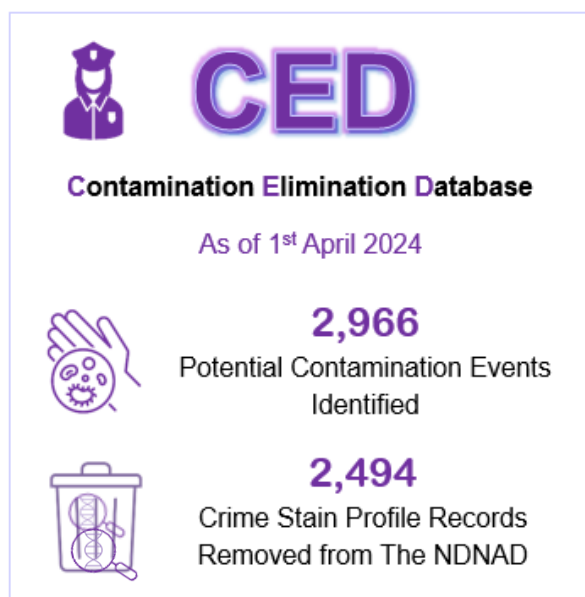 CED
Contamination Elimination Database
As of 1st April 2024
2,966
Potential Contamination Events
Identified
2,494
Crime Stain Profile Records
Removed from The NDNAD